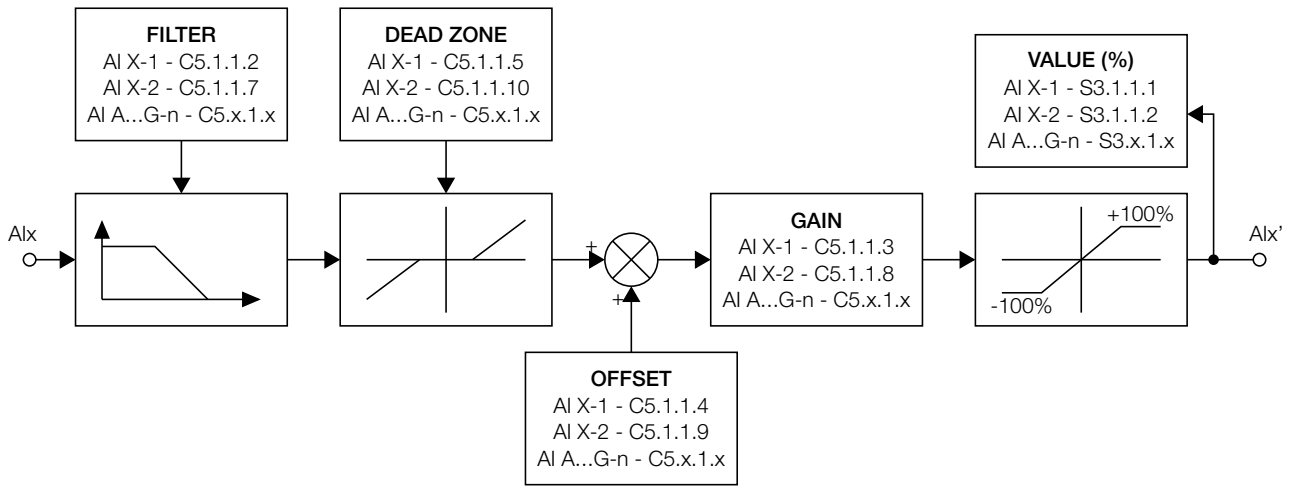 FILTER
AI X-1 - C5.1.1.2
AI X-2 - C5.1.1.7
AI A...G-n - C5.x.1.x
DEAD ZONE
AI X-1 - C5.1.1.5
AI X-2 - C5.1.1.10
AI A...G-n - C5.x.1.x
VALUE (%)
AI X-1 - S3.1.1.1
AI X-2 - S3.1.1.2
AI A...G-n - S3.x.1.x
AIx
+
+
GAIN
AI X-1 - C5.1.1.3
AI X-2 - C5.1.1.8
AI A...G-n - C5.x.1.x
+100%
-100%
AIx'
OFFSET
AI X-1 - C5.1.1.4
AI X-2 - C5.1.1.9
AI A...G-n - C5.x.1.x